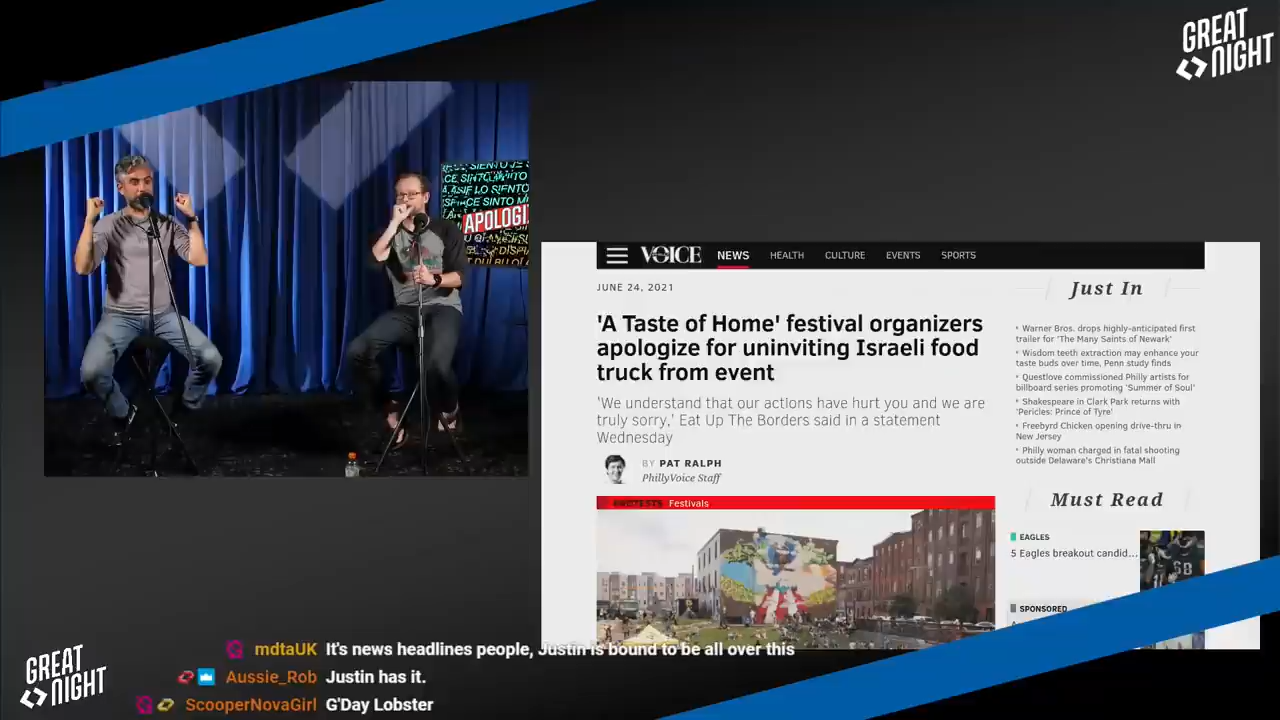 GREAT
NIGHT
APOLOGI
VOICE
NEWS
HEALTH
CULTURE
EVENTS
SPORTS
JUNE 24, 2021
'A Taste of Home' festival organizers
apologize for uninviting Israeli food
truck from event
'We understand that our actions have hurt you and we are
truly sorry,' Eat Up The Borders said in a statement
Wednesday
BY PAT RALPH
PhillyVoice Staff
PROTESTS Festivals
Just In
Warner Bros. drops highly-anticipated first
trailer for 'The Many Saints of Newark'
Wisdom teeth extraction may enhance your
taste buds over time, Penn study finds
Questlove commissioned Philly artists for
billboard series promoting 'Summer of Soul'
Shakespeare in Clark Park returns with
'Pericles: Prince of Tyre'
Freebyrd Chicken opening drive-thru in
New Jersey
Philly woman charged in fatal shooting
outside Delaware's Christiana Mall
Must Read
EAGLES
5 Eagles breakout candid...
SPONSORED
mdtaUK It's news headlines people, Justin is bound to be all over this
Aussie_Rob Justin has it.
ScooperNovaGirl G'Day Lobster
GREAT
NIGHT